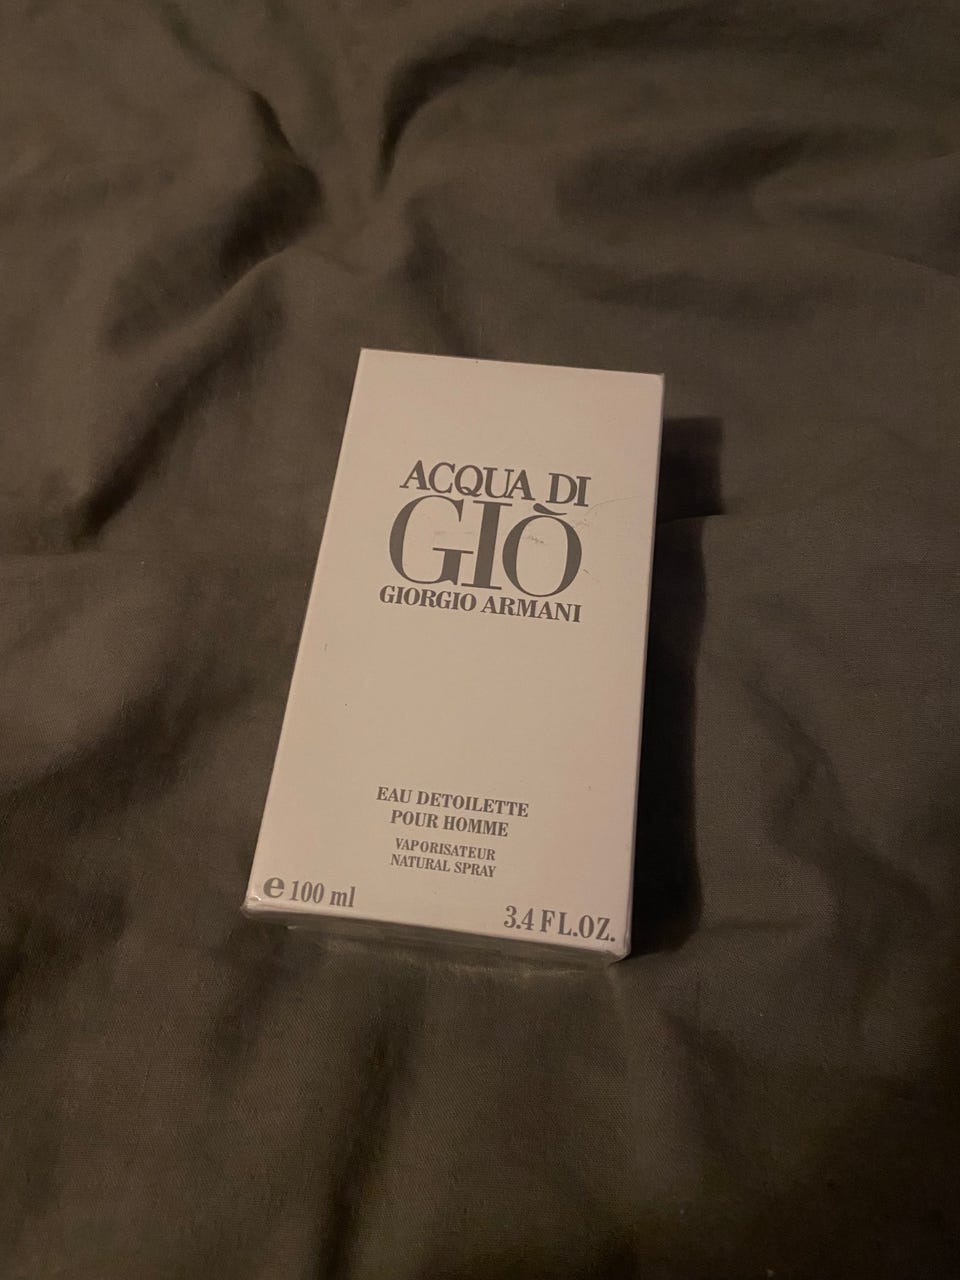 ACQUA DI
GIÒ
GIORGIO ARMANI
EAU DETOILETTE
POUR HOMME
VAPORISATEUR
NATURAL SPRAY
e 100 ml
3.4 FL.OZ.